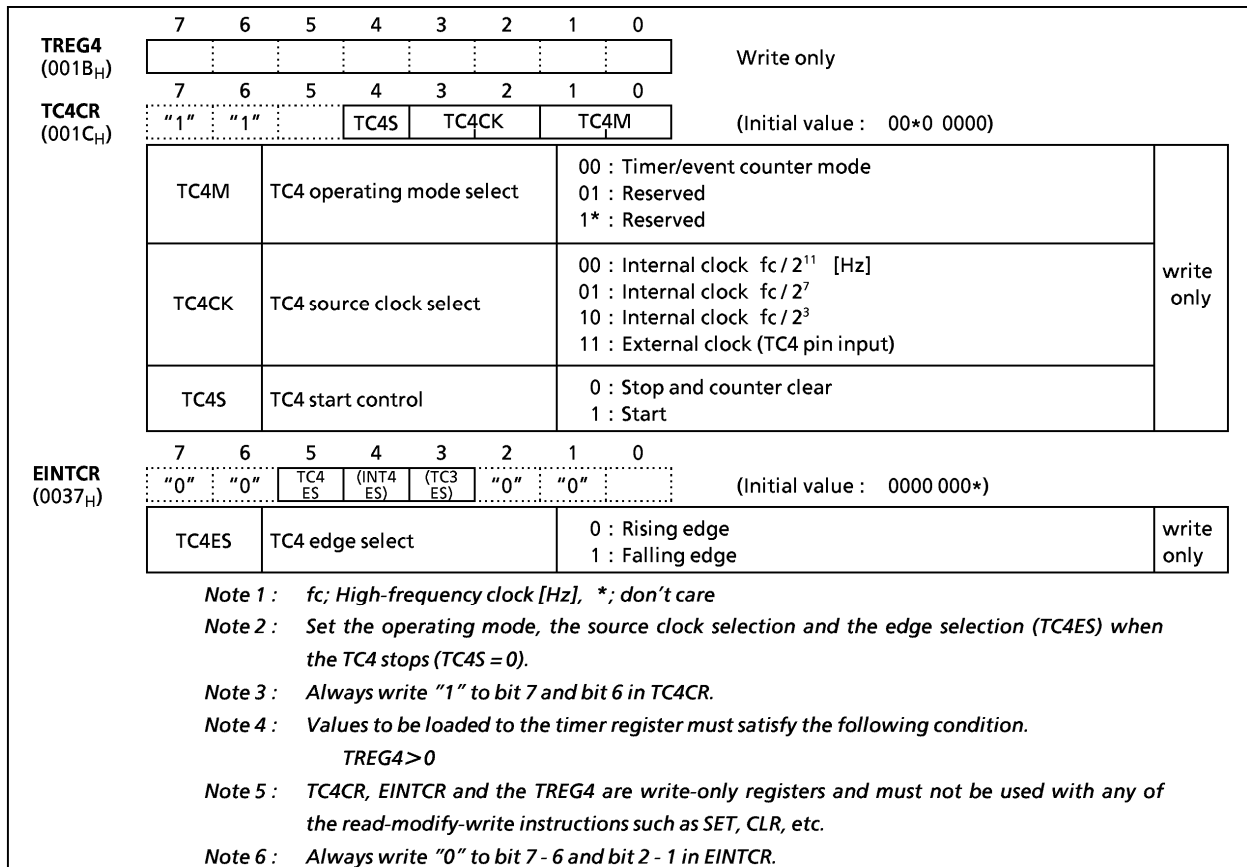 7 6 5 4 3 2 1 0
TREG4
(001BH) Write only
7 6 5 4 3 2 1 0
TC4CR
(001CH) "1" "1" TC4S TC4CK TC4M (Initial value : 00*0 0000)
TC4M TC4 operating mode select
00 : Timer/event counter mode
01 : Reserved
1* : Reserved
TC4CK TC4 source clock select
00 : Internal clock fc / 2¹¹ [Hz]
01 : Internal clock fc / 2⁷
10 : Internal clock fc / 2³
11 : External clock (TC4 pin input)
TC4S TC4 start control
0 : Stop and counter clear
1 : Start
write
only
7 6 5 4 3 2 1 0
EINTCR
(0037H) "0" "0" TC4 ES (INT4 ES) (TC3 ES) "0" "0" (Initial value : 0000 000*)
TC4ES TC4 edge select
0 : Rising edge
1 : Falling edge
write
only
Note 1 : fc; High-frequency clock [Hz], *; don't care
Note 2 : Set the operating mode, the source clock selection and the edge selection (TC4ES) when
the TC4 stops (TC4S = 0).
Note 3 : Always write "1" to bit 7 and bit 6 in TC4CR.
Note 4 : Values to be loaded to the timer register must satisfy the following condition.
TREG4>0
Note 5 : TC4CR, EINTCR and the TREG4 are write-only registers and must not be used with any of
the read-modify-write instructions such as SET, CLR, etc.
Note 6 : Always write "0" to bit 7 - 6 and bit 2 - 1 in EINTCR.